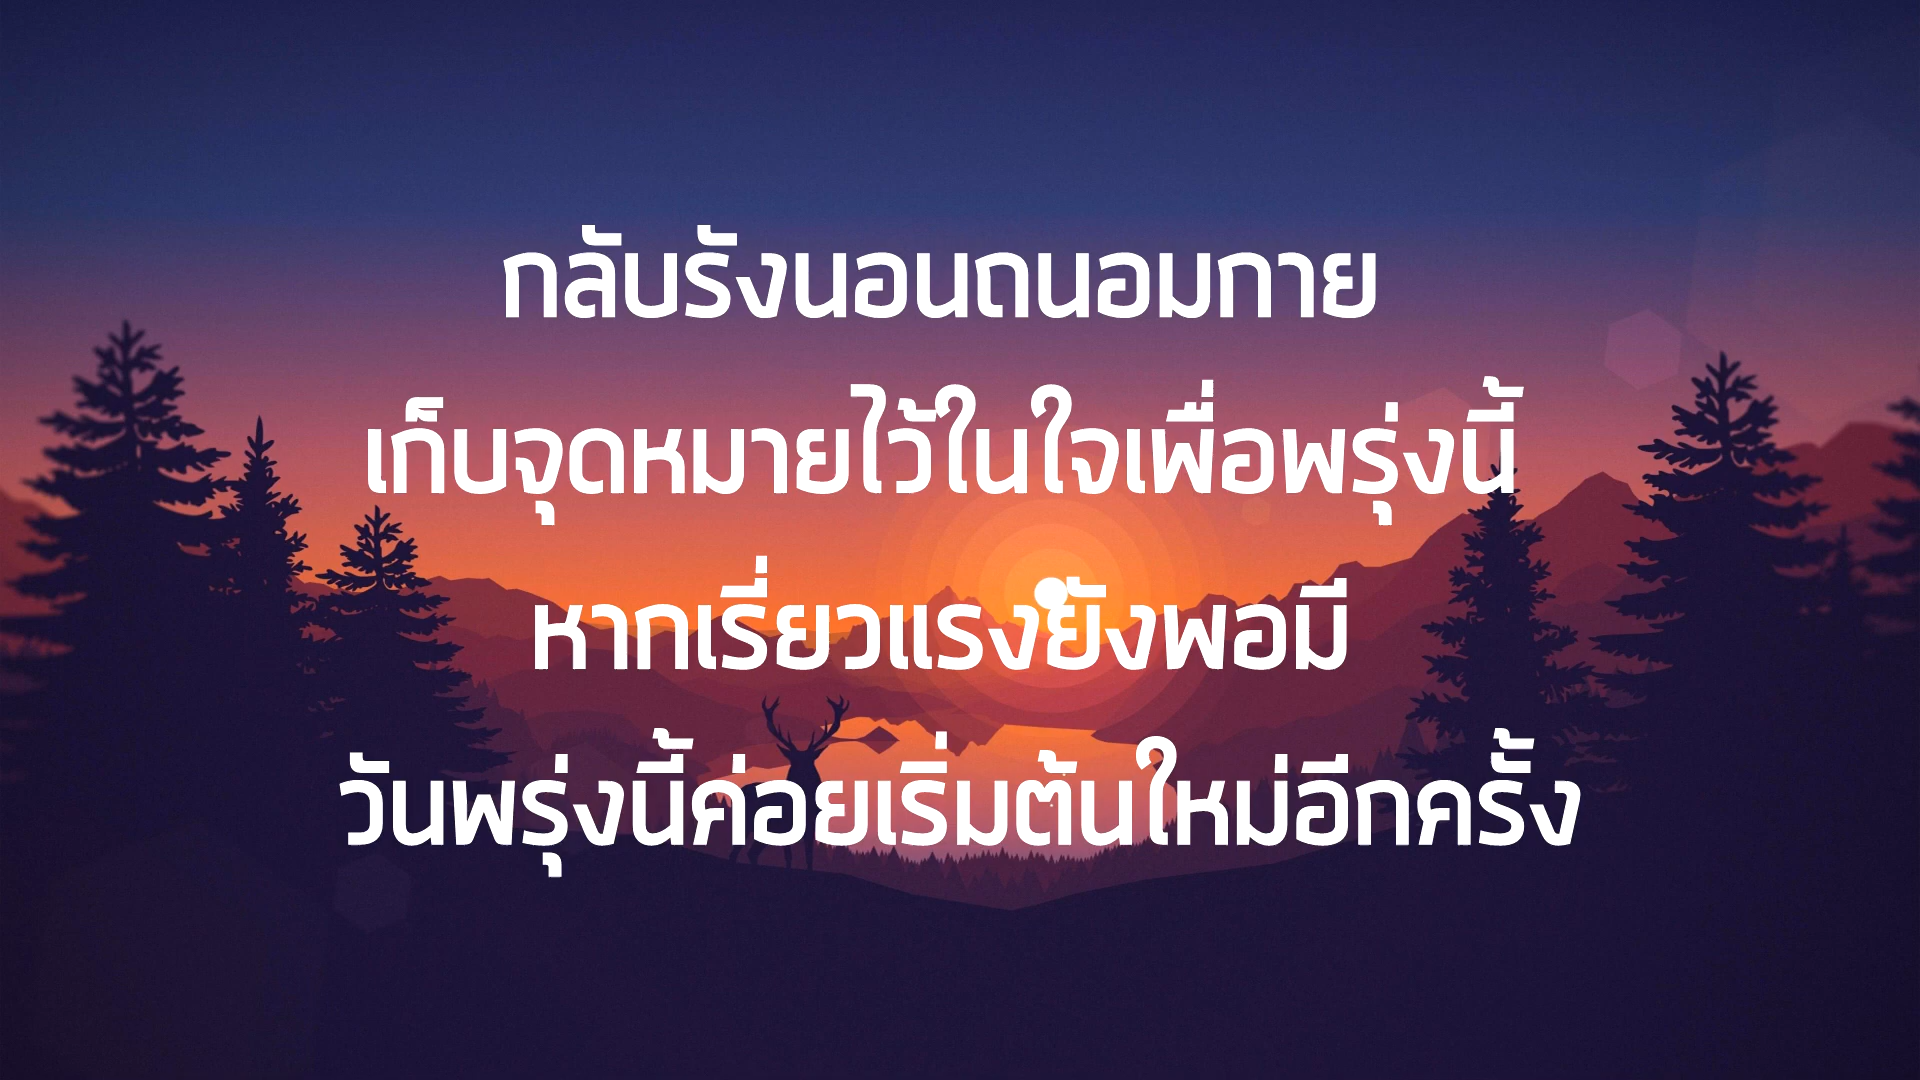 กลับรังนอนถนอมกาย
เก็บจุดหมายไว้ในใจเพื่อพรุ่งนี้
หากเรี่ยวแรงยังพอมี
วันพรุ่งนี้ค่อยเริ่มต้นใหม่อีกครั้ง